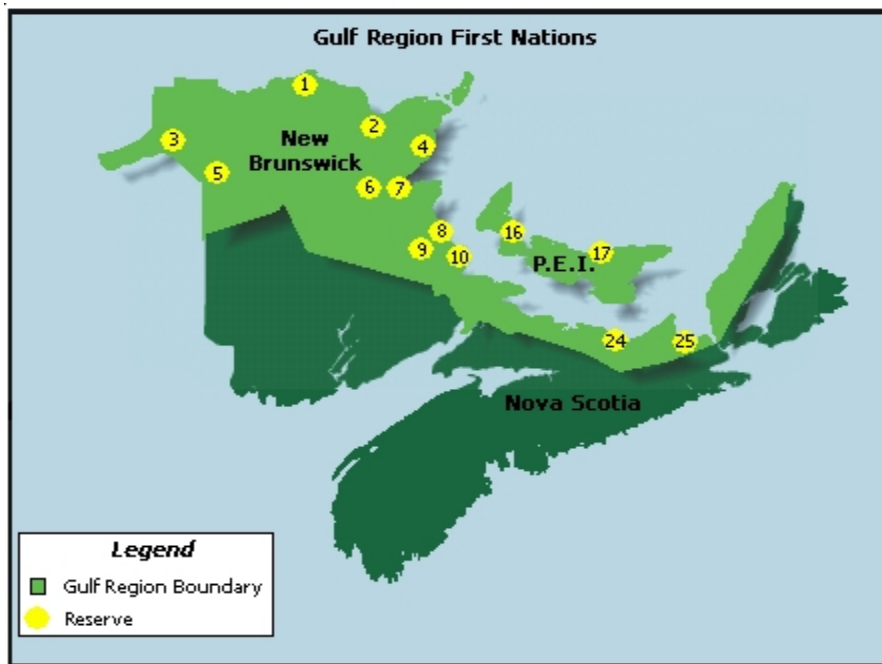 Gulf Region First Nations
1
2
3
New
Brunswick
4
5
6
7
8
9
10
16
17
P.E.I.
24
25
Nova Scotia
Legend
Gulf Region Boundary
Reserve